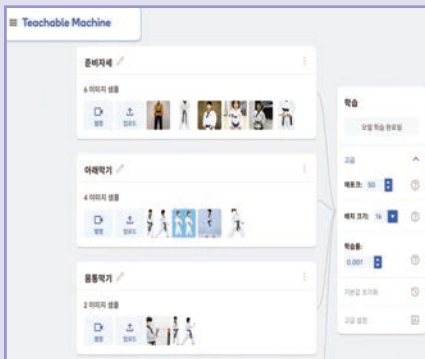 Teachable Machine
준비자세
6 이미지 샘플
웹캠
업로드
아래막기
4 이미지 샘플
웹캠
업로드
몸통막기
2 이미지 샘플
웹캠
업로드
학습
모델 학습 완료됨
고급
에포크: 50
배치 크기: 16
학습률:
0.001
기본값 초기화
고급 설정